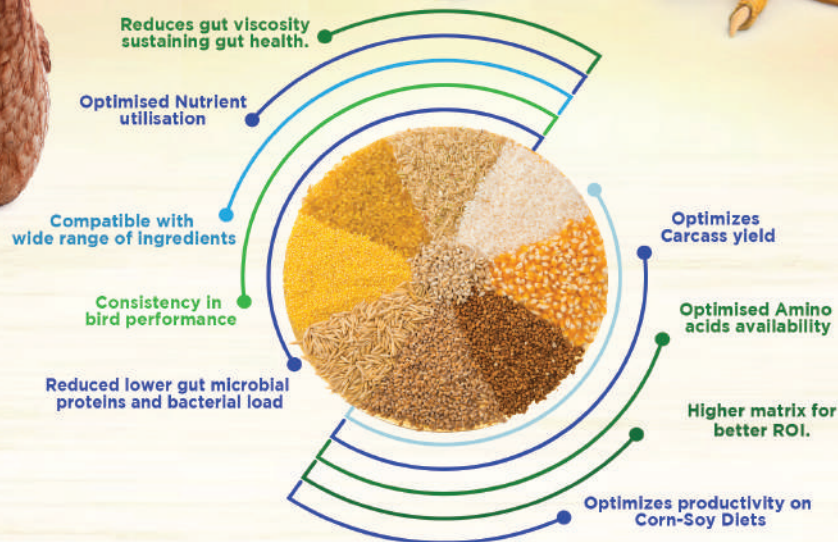 Reduces gut viscosity
sustaining gut health.
Optimised Nutrient
utilisation
Compatible with
wide range of ingredients
Consistency in
bird performance
Reduced lower gut microbial
proteins and bacterial load
Optimizes
Carcass yield
Optimised Amino
acids availability
Higher matrix for
better ROI.
Optimizes productivity on
Corn-Soy Diets